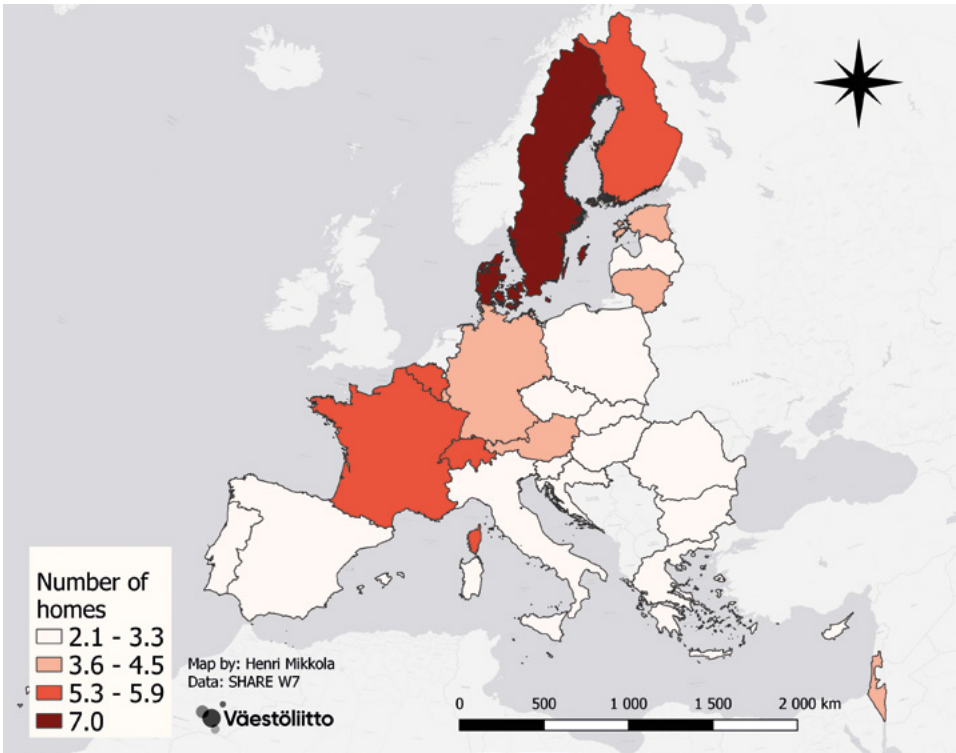 Number of
homes
2.1 - 3.3
3.6 - 4.5
5.3 - 5.9
7.0
Map by: Henri Mikkola
Data: SHARE W7
Väestöliitto
0 500 1 000 1 500 2 000 km